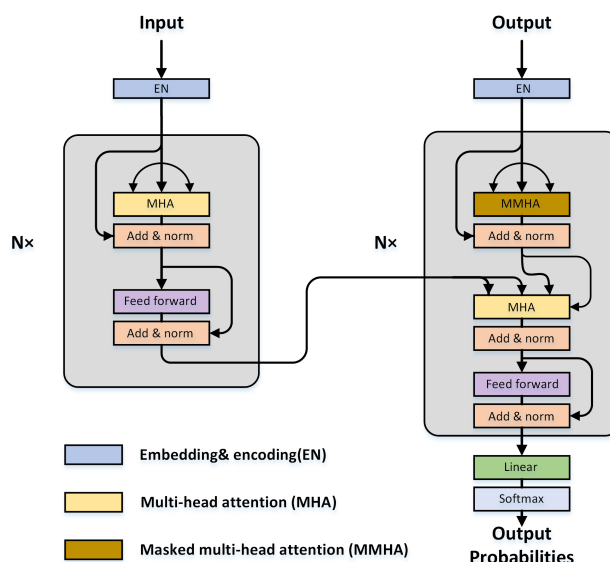 Input
Output
EN
EN
MHA
MMHA
N×
Add & norm
N×
Add & norm
Feed forward
MHA
Add & norm
Add & norm
Feed forward
Add & norm
Embedding& encoding(EN)
Linear
Multi-head attention (MHA)
Softmax
Masked multi-head attention (MMHA)
Output
Probabilities